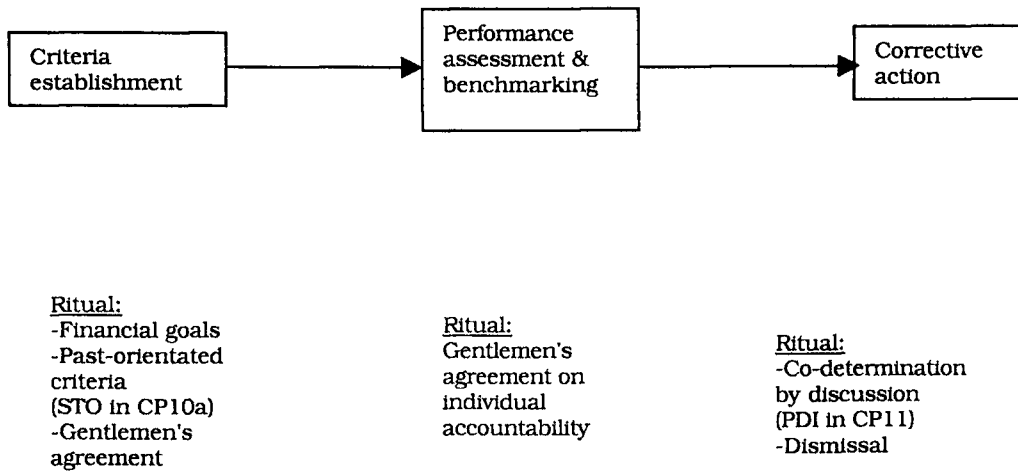 Criteria
establishment
Performance
assessment &
benchmarking
Corrective
action
Ritual:
-Financial goals
-Past-orientated
criteria
(STO in CP10a)
-Gentlemen's
agreement
Ritual:
Gentlemen's
agreement on
individual
accountability
Ritual:
-Co-determination
by discussion
(PDI in CP11)
-Dismissal